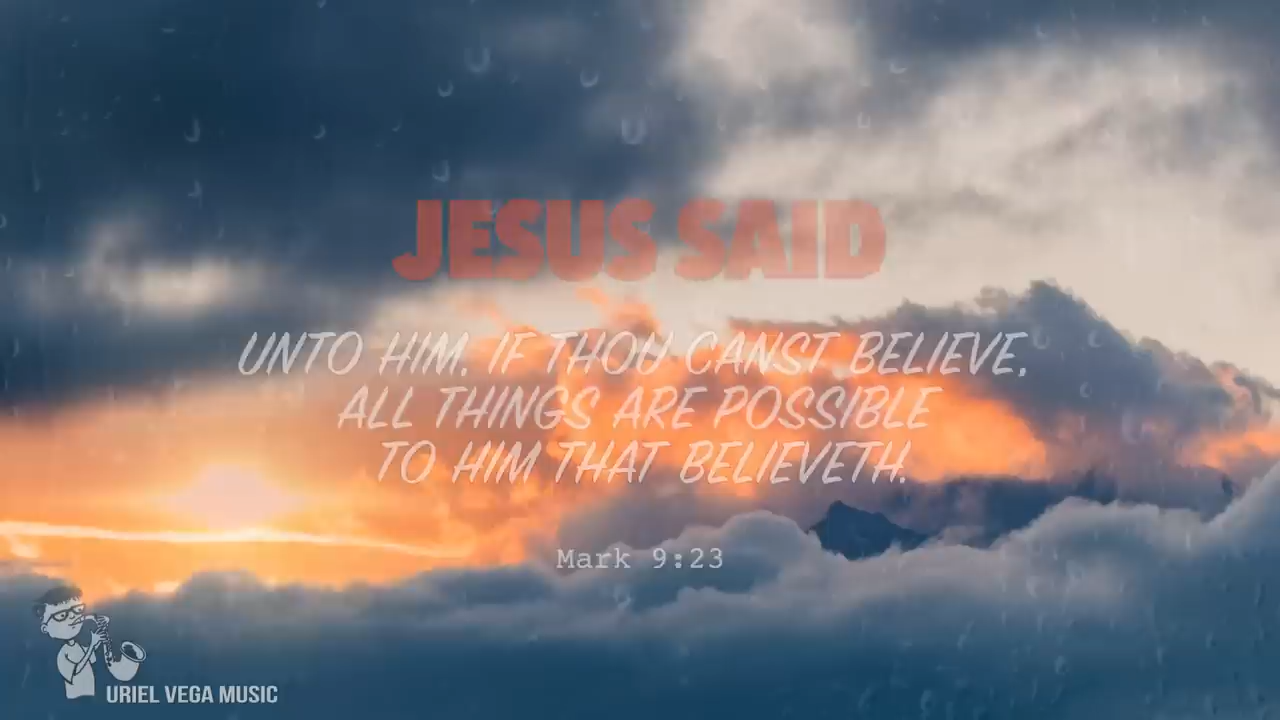 JESUS SAID
UNTO HIM, IF THOU CANST BELIEVE,
ALL THINGS ARE POSSIBLE
TO HIM THAT BELIEVETH.
Mark 9:23
URIEL VEGA MUSIC